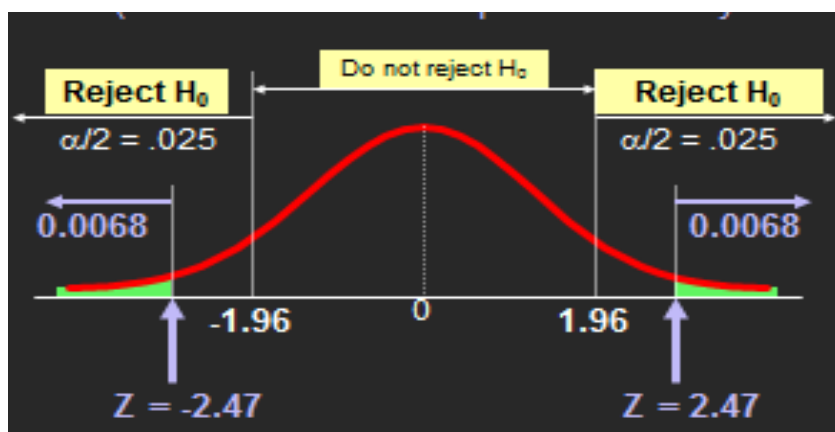 Do not reject H₀
Reject H₀
Reject H₀
α/2 = .025
α/2 = .025
0.0068
0.0068
-1.96
0
1.96
Z = -2.47
Z = 2.47